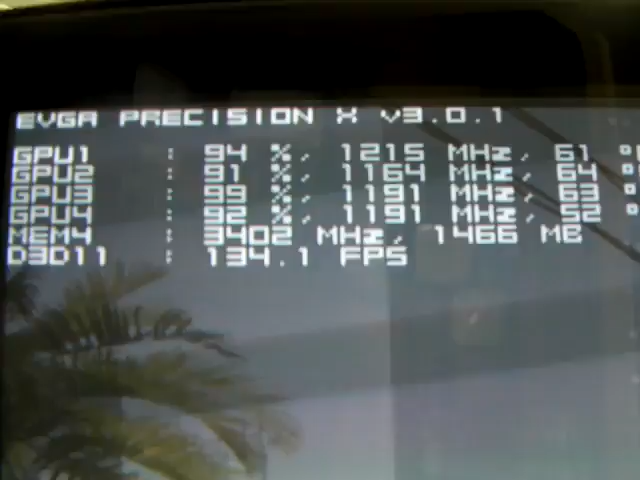 EVGA PRECISION X v3.0.1
GPU1 : 94 %, 1215 MHz, 61 °
GPU2 : 91 %, 1164 MHz, 64 °
GPU3 : 99 %, 1191 MHz, 63 °
GPU4 : 92 %, 1191 MHz, 52 °
MEM4 : 3402 MHz, 1466 MB
D3D11 : 134.1 FPS